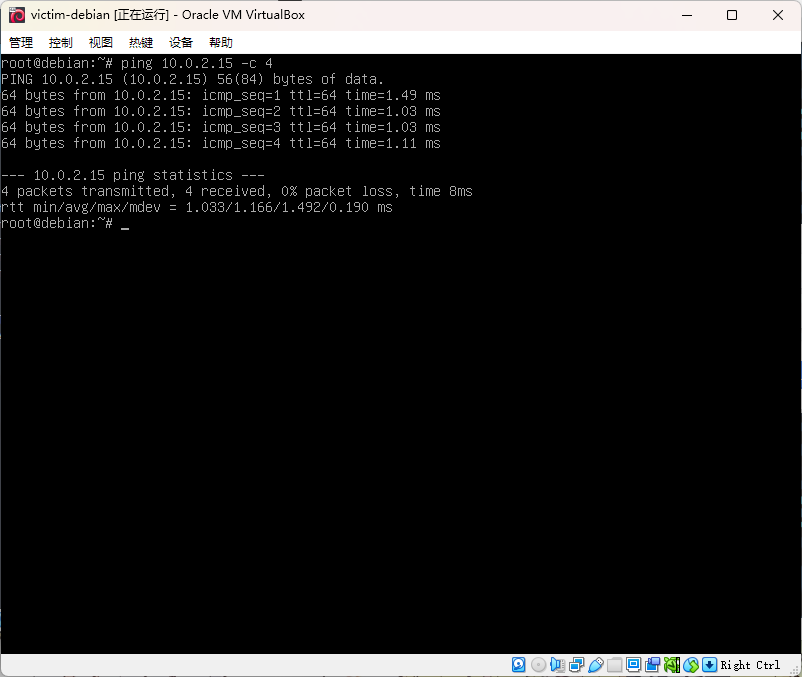 victim-debian [正在运行] - Oracle VM VirtualBox
管理 控制 视图 热键 设备 帮助
root@debian:~# ping 10.0.2.15 -c 4
PING 10.0.2.15 (10.0.2.15) 56(84) bytes of data.
64 bytes from 10.0.2.15: icmp_seq=1 ttl=64 time=1.49 ms
64 bytes from 10.0.2.15: icmp_seq=2 ttl=64 time=1.03 ms
64 bytes from 10.0.2.15: icmp_seq=3 ttl=64 time=1.03 ms
64 bytes from 10.0.2.15: icmp_seq=4 ttl=64 time=1.11 ms
--- 10.0.2.15 ping statistics ---
4 packets transmitted, 4 received, 0% packet loss, time 8ms
rtt min/avg/max/mdev = 1.033/1.166/1.492/0.190 ms
root@debian:~# _
Right Ctrl